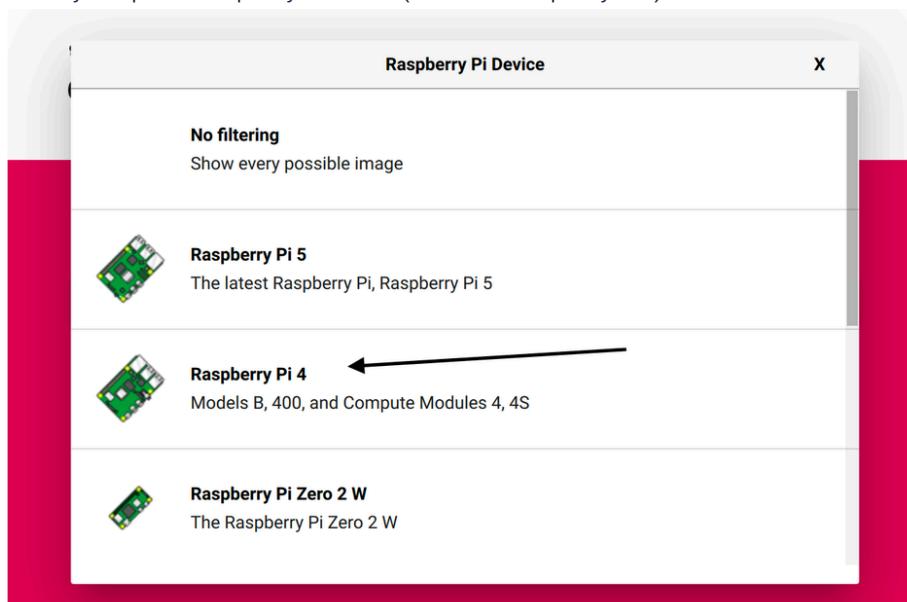 Raspberry Pi Device
X
No filtering
Show every possible image
Raspberry Pi 5
The latest Raspberry Pi, Raspberry Pi 5
Raspberry Pi 4
Models B, 400, and Compute Modules 4, 4S
Raspberry Pi Zero 2 W
The Raspberry Pi Zero 2 W